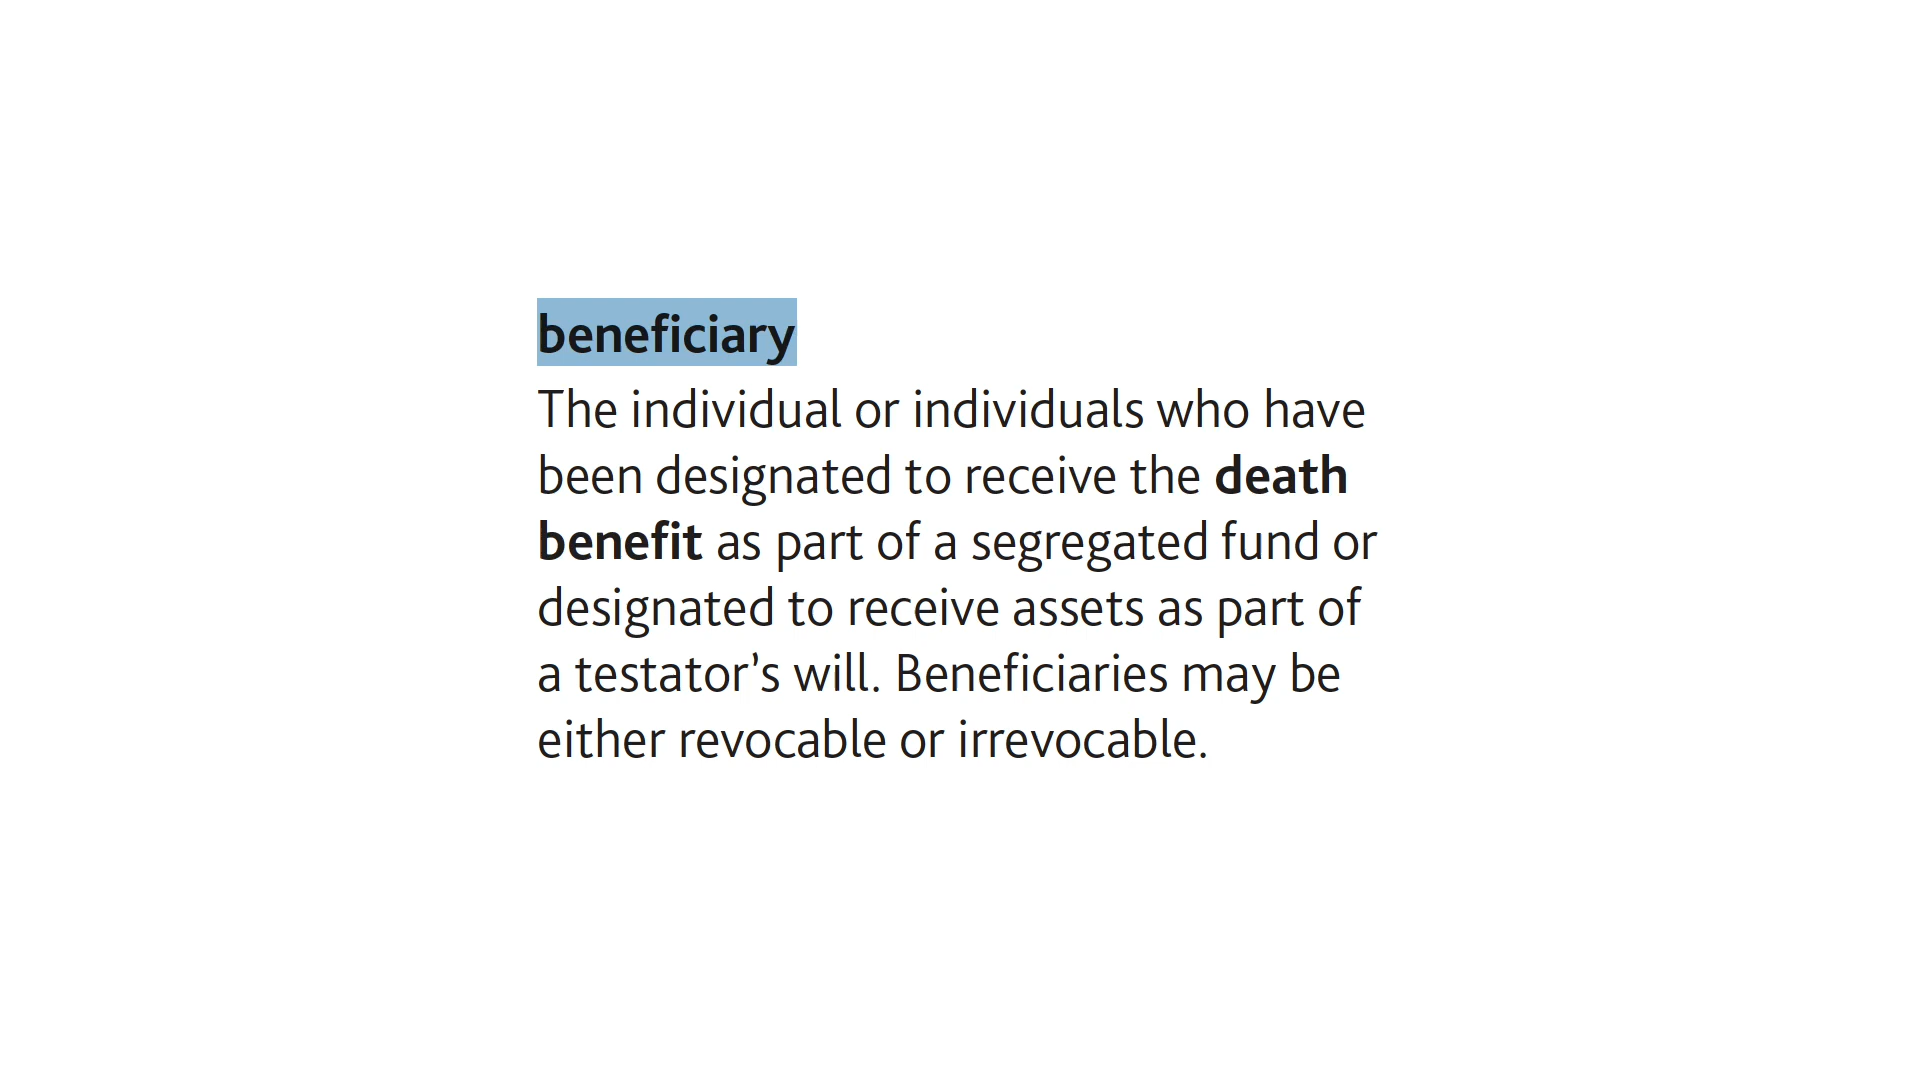 beneficiary
The individual or individuals who have
been designated to receive the death
benefit as part of a segregated fund or
designated to receive assets as part of
a testator’s will. Beneficiaries may be
either revocable or irrevocable.